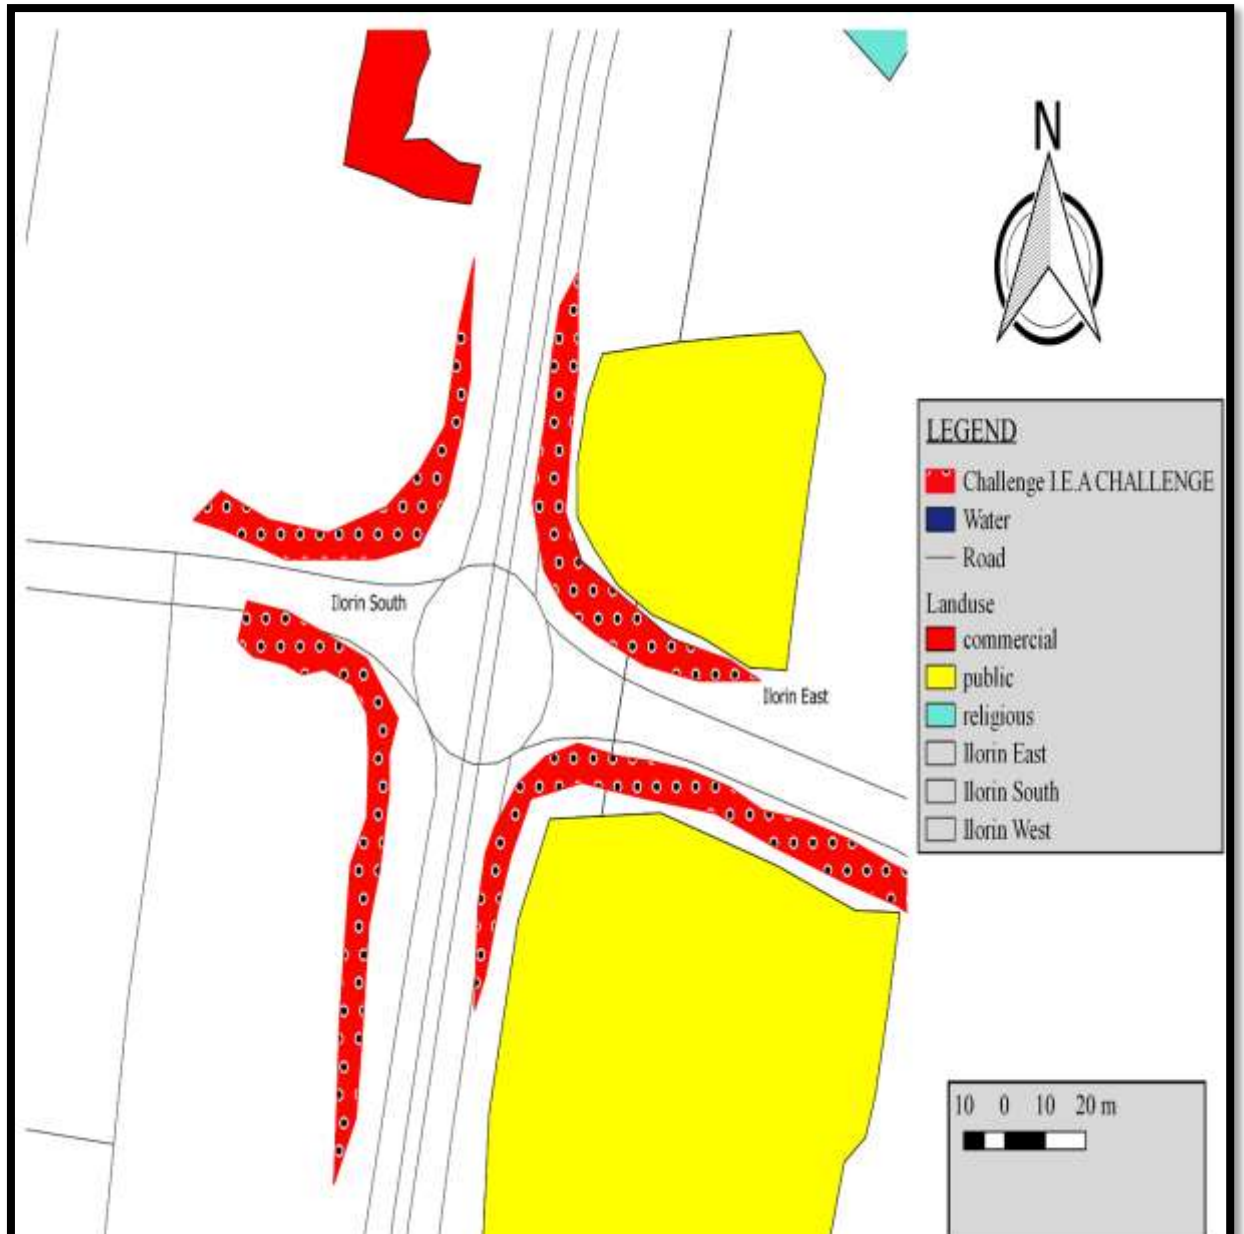 N
LEGEND
Challenge I.E.A CHALLENGE
Water
Road
Landuse
commercial
public
religious
Ilorin East
Ilorin South
Ilorin West
Ilorin South
Ilorin East
10 0 10 20 m